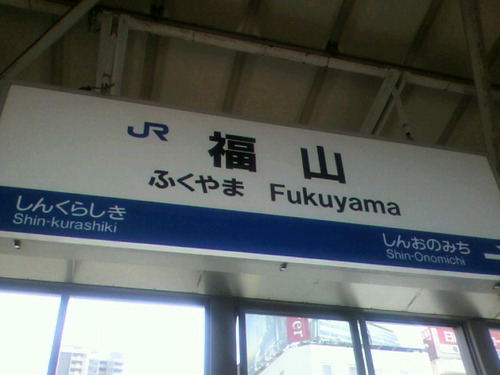 JR 福山
ふくやま Fukuyama
しんくらしき
Shin-kurashiki
しんおのみち
Shin-Onomichi